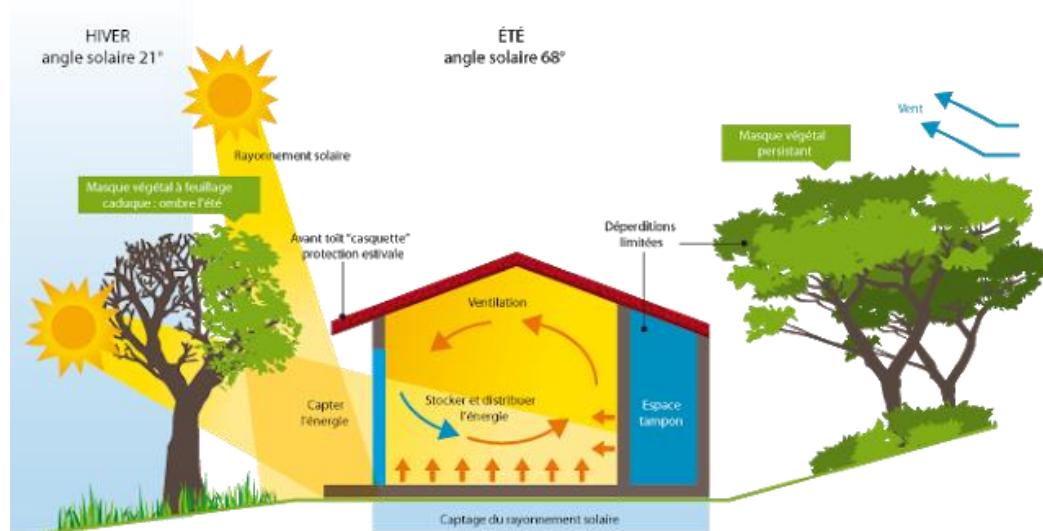 HIVER
angle solaire 21°
ÉTÉ
angle solaire 68°
Vent
Masque végétal
persistant
Rayonnement solaire
Masque végétal à feuillage
caduque : ombre l'été
Avant toît "casquette"
protection estivale
Déperditions
limitées
Ventilation
Capter
l'énergie
Stocker et distribuer
l'énergie
Espace
tampon
Captage du rayonnement solaire